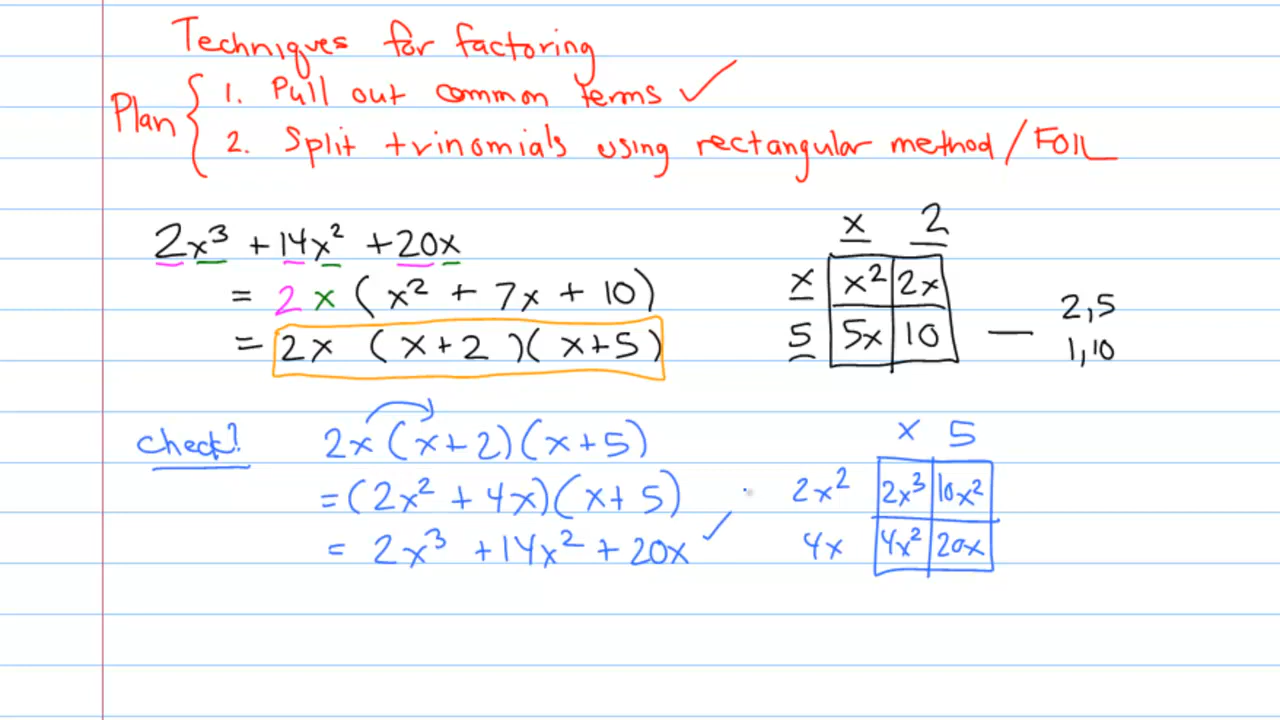 Techniques for factoring
Plan { 1. Pull out common terms ✓
2. Split trinomials using rectangular method / FOIL
2x³ + 14x² + 20x
= 2x (x² + 7x + 10)
= 2x (x+2)(x+5)
x 2
x x² 2x
5 5x 10 — 2,5
1,10
Check?
2x (x+2)(x+5)
= (2x² + 4x)(x+5)
= 2x³ + 14x² + 20x ✓
x 5
2x² 2x³ 10x²
4x 4x² 20x